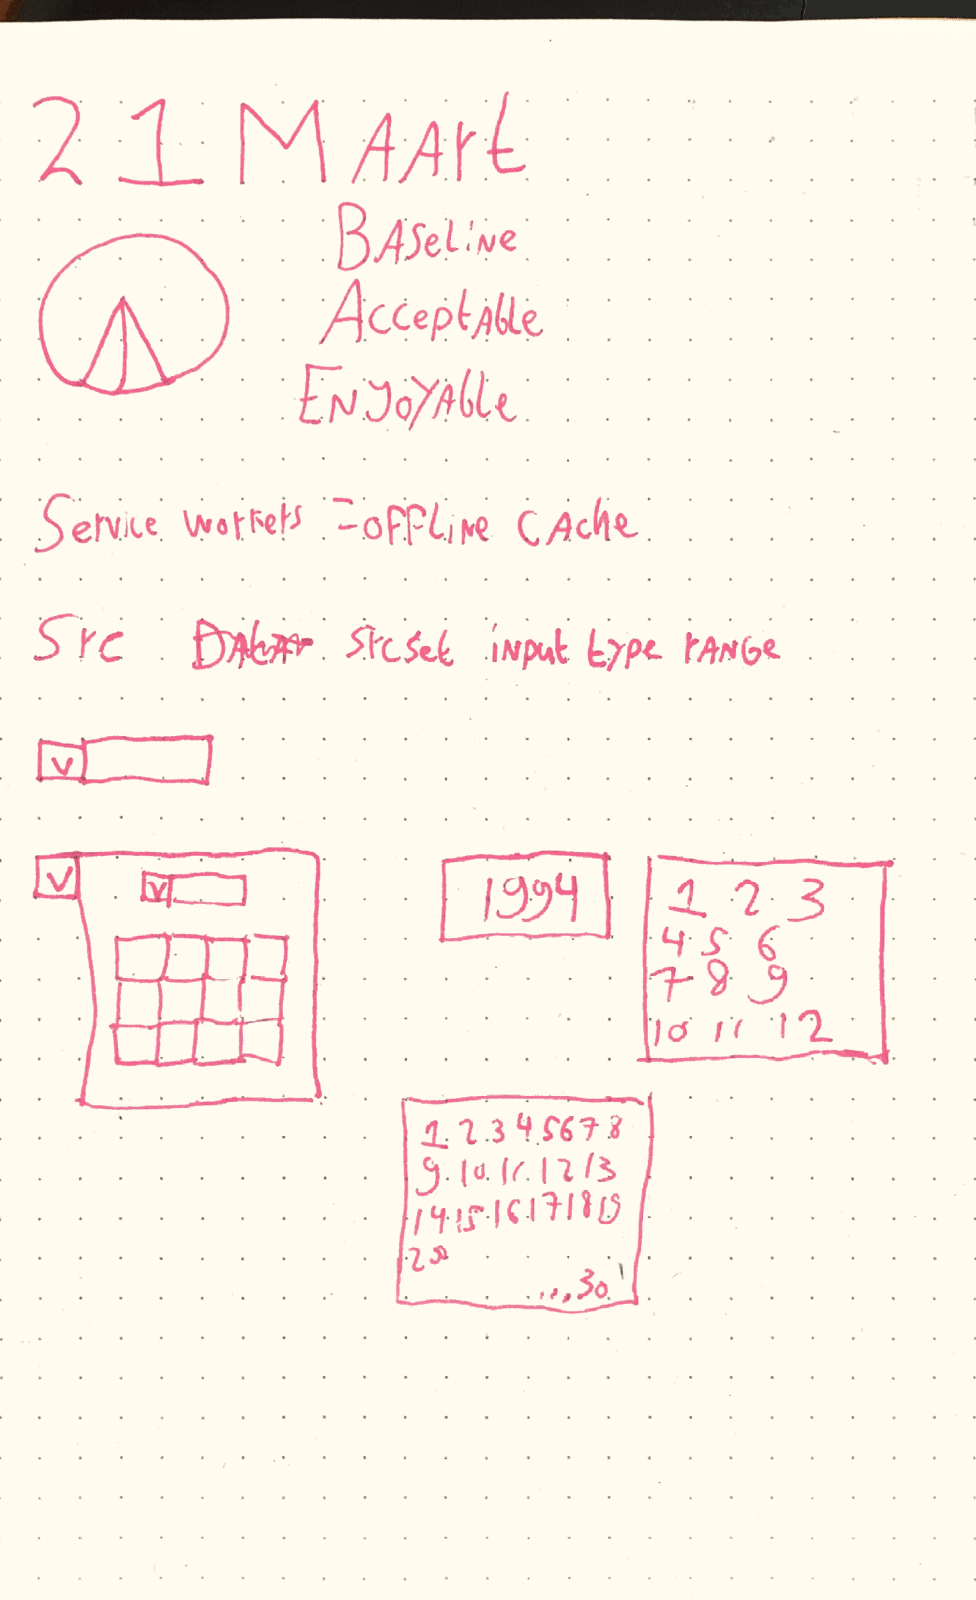 21 MAArt
BASeline
AcceptAble
ENJOYAble
Service workers = OFFLine CAche
Src srcset input type rANGe
V
V
V
1994
1 2 3
4 5 6
7 8 9
10 11 12
1 2 3 4 5 6 7 8
9 10 11 12 13
14 15 16 17 18 19
20
...,30